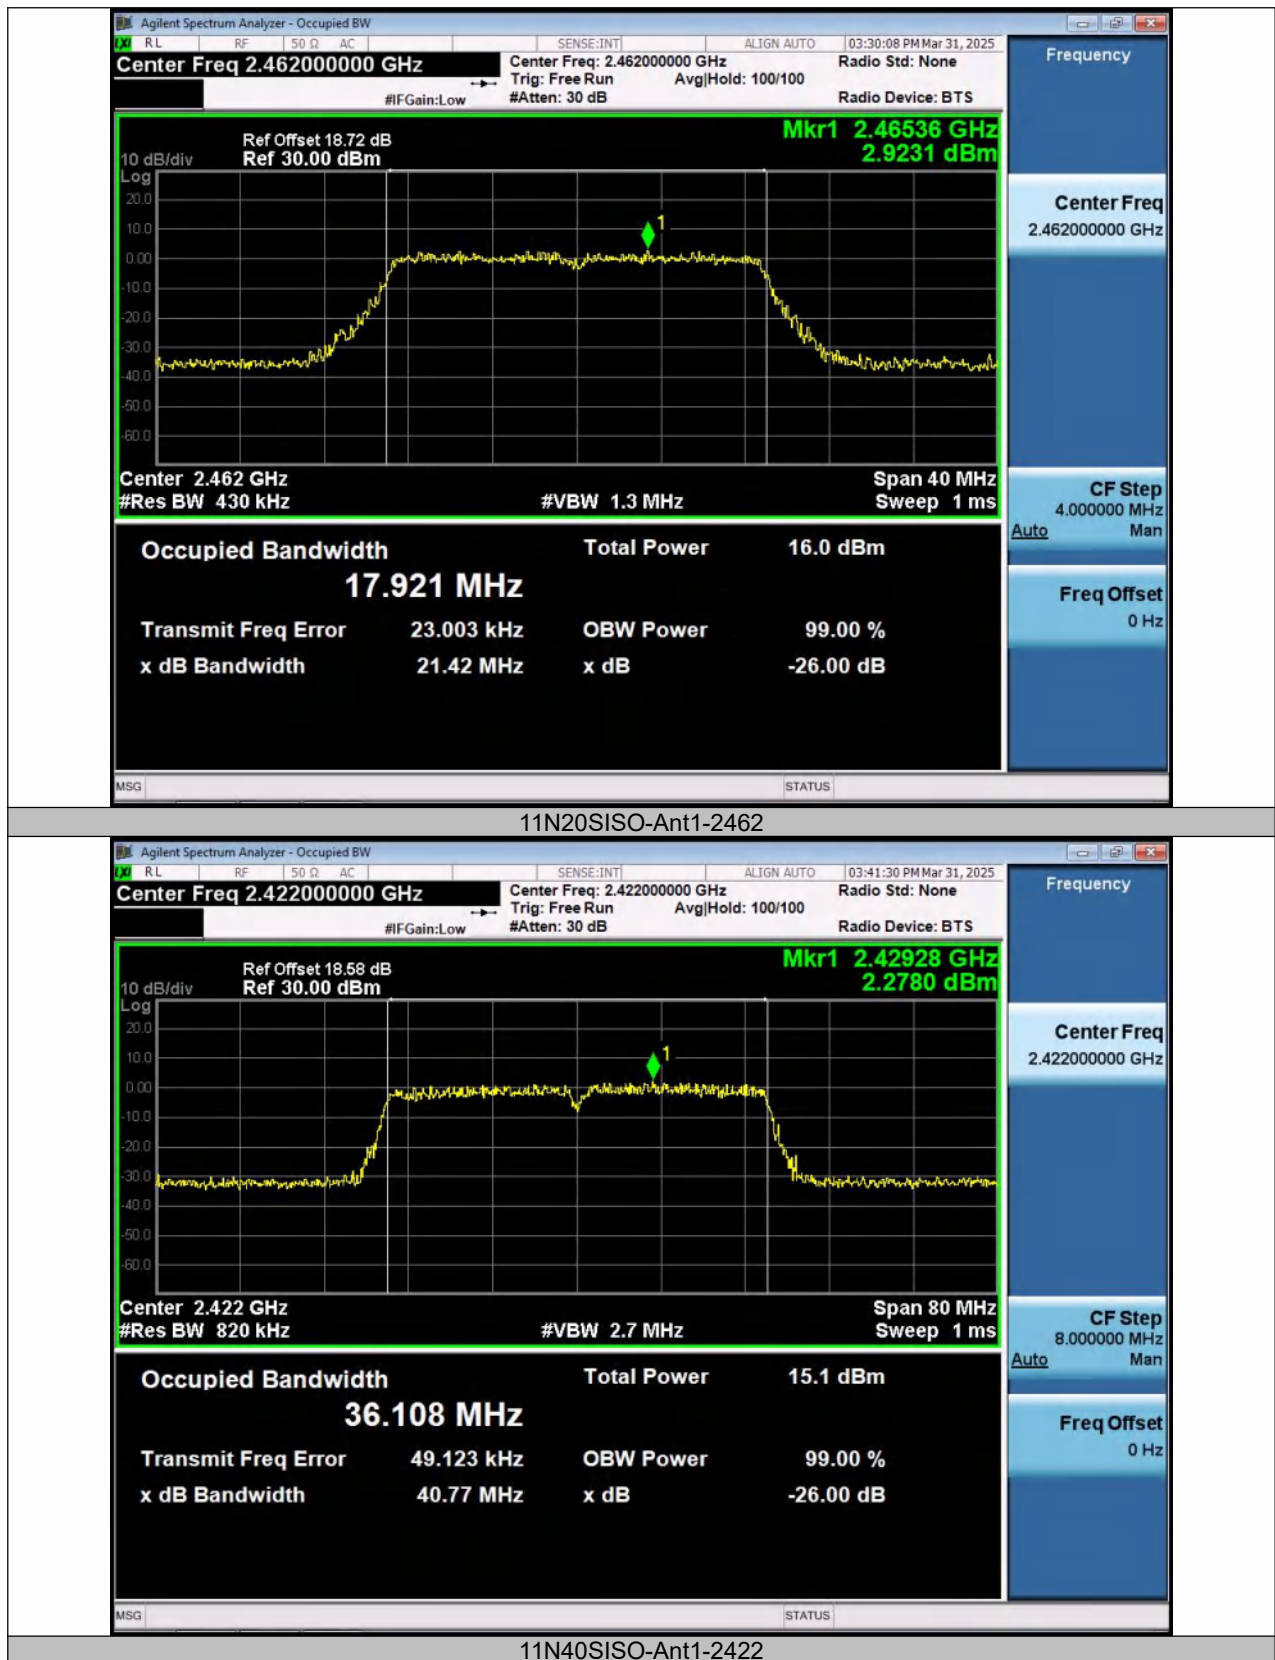 Agilent Spectrum Analyzer - Occupied BW
LXI RL RF 50 Ω AC SENSE:INT ALIGN AUTO 03:30:08 PM Mar 31, 2025
Center Freq 2.462000000 GHz Center Freq: 2.462000000 GHz Radio Std: None
Trig: Free Run Avg|Hold: 100/100
#IFGain:Low #Atten: 30 dB Radio Device: BTS
Frequency
Mkr1 2.46536 GHz
2.9231 dBm
Ref Offset 18.72 dB
10 dB/div Ref 30.00 dBm
Log
20.0
10.0
0.00
-10.0
-20.0
-30.0
-40.0
-50.0
-60.0
1
Center Freq
2.462000000 GHz
Center 2.462 GHz Span 40 MHz
#Res BW 430 kHz #VBW 1.3 MHz Sweep 1 ms
CF Step
4.000000 MHz
Auto Man
Occupied Bandwidth Total Power 16.0 dBm
17.921 MHz
Transmit Freq Error 23.003 kHz OBW Power 99.00 %
x dB Bandwidth 21.42 MHz x dB -26.00 dB
Freq Offset
0 Hz
MSG STATUS
11N20SISO-Ant1-2462
Agilent Spectrum Analyzer - Occupied BW
LXI RL RF 50 Ω AC SENSE:INT ALIGN AUTO 03:41:30 PM Mar 31, 2025
Center Freq 2.422000000 GHz Center Freq: 2.422000000 GHz Radio Std: None
Trig: Free Run Avg|Hold: 100/100
#IFGain:Low #Atten: 30 dB Radio Device: BTS
Frequency
Mkr1 2.42928 GHz
2.2780 dBm
Ref Offset 18.58 dB
10 dB/div Ref 30.00 dBm
Log
20.0
10.0
0.00
-10.0
-20.0
-30.0
-40.0
-50.0
-60.0
1
Center Freq
2.422000000 GHz
Center 2.422 GHz Span 80 MHz
#Res BW 820 kHz #VBW 2.7 MHz Sweep 1 ms
CF Step
8.000000 MHz
Auto Man
Occupied Bandwidth Total Power 15.1 dBm
36.108 MHz
Transmit Freq Error 49.123 kHz OBW Power 99.00 %
x dB Bandwidth 40.77 MHz x dB -26.00 dB
Freq Offset
0 Hz
MSG STATUS
11N40SISO-Ant1-2422